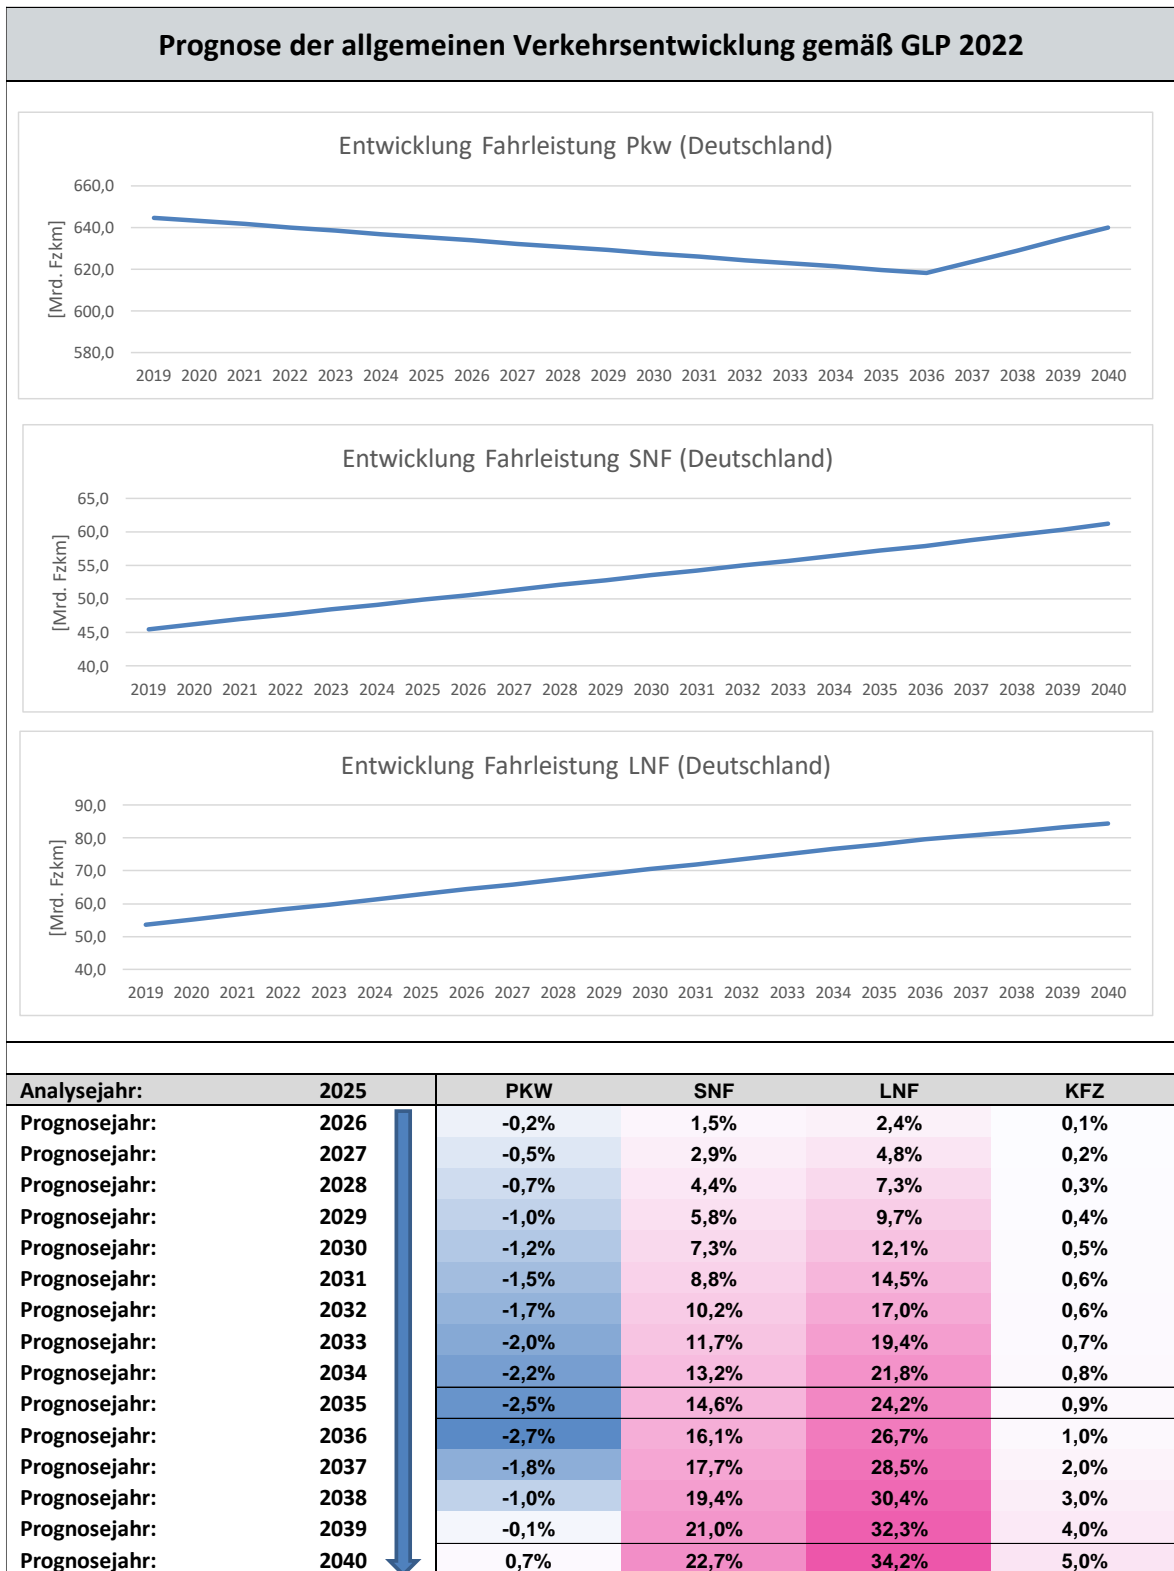 Prognose der allgemeinen Verkehrsentwicklung gemäß GLP 2022
Entwicklung Fahrleistung Pkw (Deutschland)
[Mrd. Fzkm]
660,0
640,0
620,0
600,0
580,0
2019 2020 2021 2022 2023 2024 2025 2026 2027 2028 2029 2030 2031 2032 2033 2034 2035 2036 2037 2038 2039 2040
Entwicklung Fahrleistung SNF (Deutschland)
[Mrd. Fzkm]
65,0
60,0
55,0
50,0
45,0
40,0
2019 2020 2021 2022 2023 2024 2025 2026 2027 2028 2029 2030 2031 2032 2033 2034 2035 2036 2037 2038 2039 2040
Entwicklung Fahrleistung LNF (Deutschland)
[Mrd. Fzkm]
90,0
80,0
70,0
60,0
50,0
40,0
2019 2020 2021 2022 2023 2024 2025 2026 2027 2028 2029 2030 2031 2032 2033 2034 2035 2036 2037 2038 2039 2040
Analysejahr: 2025 PKW SNF LNF KFZ
Prognosejahr: 2026 -0,2% 1,5% 2,4% 0,1%
Prognosejahr: 2027 -0,5% 2,9% 4,8% 0,2%
Prognosejahr: 2028 -0,7% 4,4% 7,3% 0,3%
Prognosejahr: 2029 -1,0% 5,8% 9,7% 0,4%
Prognosejahr: 2030 -1,2% 7,3% 12,1% 0,5%
Prognosejahr: 2031 -1,5% 8,8% 14,5% 0,6%
Prognosejahr: 2032 -1,7% 10,2% 17,0% 0,6%
Prognosejahr: 2033 -2,0% 11,7% 19,4% 0,7%
Prognosejahr: 2034 -2,2% 13,2% 21,8% 0,8%
Prognosejahr: 2035 -2,5% 14,6% 24,2% 0,9%
Prognosejahr: 2036 -2,7% 16,1% 26,7% 1,0%
Prognosejahr: 2037 -1,8% 17,7% 28,5% 2,0%
Prognosejahr: 2038 -1,0% 19,4% 30,4% 3,0%
Prognosejahr: 2039 -0,1% 21,0% 32,3% 4,0%
Prognosejahr: 2040 0,7% 22,7% 34,2% 5,0%